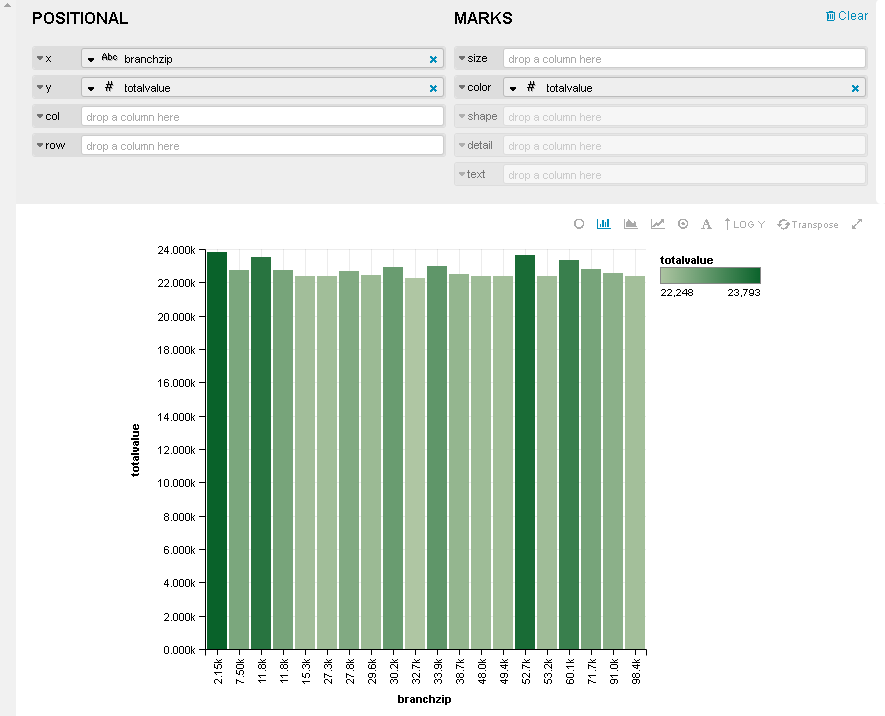 POSITIONAL
x
Abc branchzip
y
# totalvalue
col
drop a column here
row
drop a column here
MARKS
Clear
size
drop a column here
color
# totalvalue
shape
drop a column here
detail
drop a column here
text
drop a column here
A
LOG Y
Transpose
24.000k
22.000k
20.000k
18.000k
16.000k
14.000k
12.000k
10.000k
8.000k
6.000k
4.000k
2.000k
0.000k
totalvalue
2.15k
7.50k
11.8k
11.8k
15.3k
27.3k
27.8k
29.6k
30.2k
32.7k
33.9k
38.7k
48.0k
49.4k
52.7k
53.2k
60.1k
71.7k
91.0k
98.4k
branchzip
totalvalue
22,248 23,793